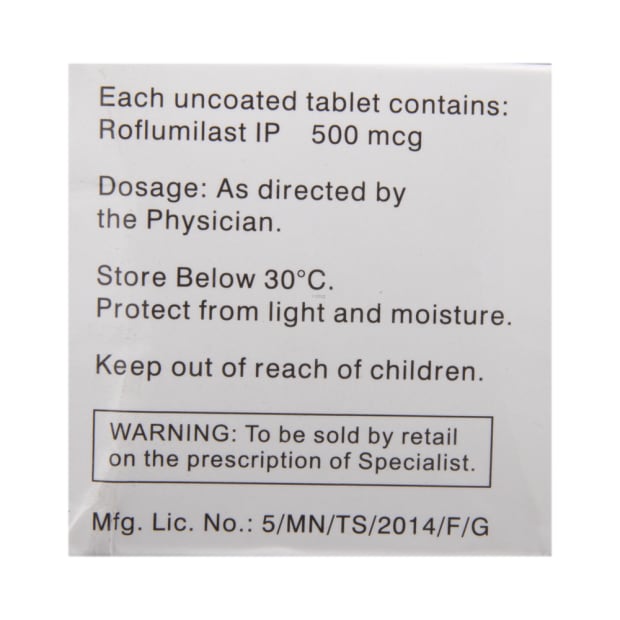 Each uncoated tablet contains:
Roflumilast IP 500 mcg
Dosage: As directed by
the Physician.
Store Below 30°C.
Protect from light and moisture.
Keep out of reach of children.
WARNING: To be sold by retail
on the prescription of Specialist.
Mfg. Lic. No.: 5/MN/TS/2014/F/G